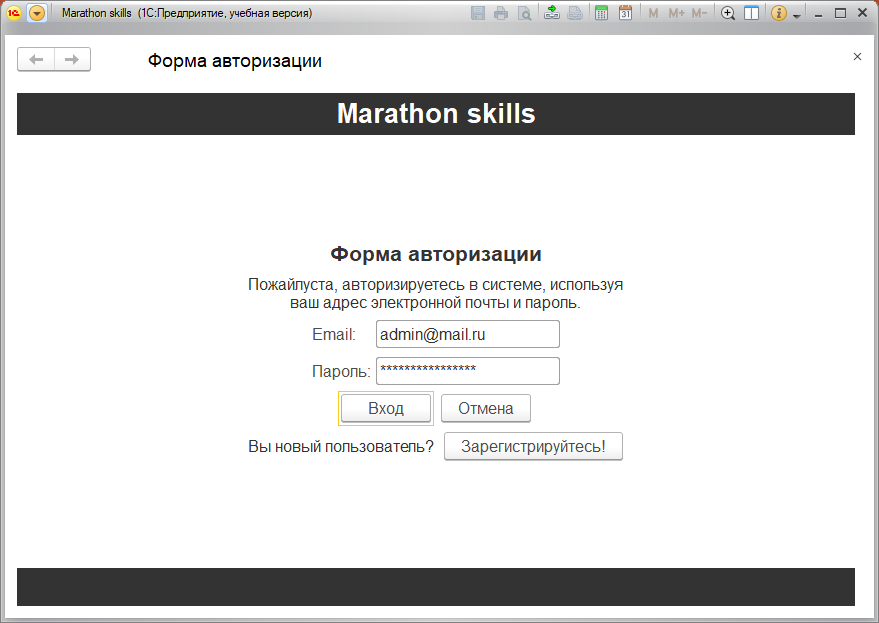 Marathon skills (1С:Предприятие, учебная версия)
M M+ M-
31
Форма авторизации
Marathon skills
Форма авторизации
Пожайлуста, авторизируетесь в системе, используя
ваш адрес электронной почты и пароль.
Email: admin@mail.ru
Пароль: ****************
Вход Отмена
Вы новый пользователь? Зарегистрируйтесь!